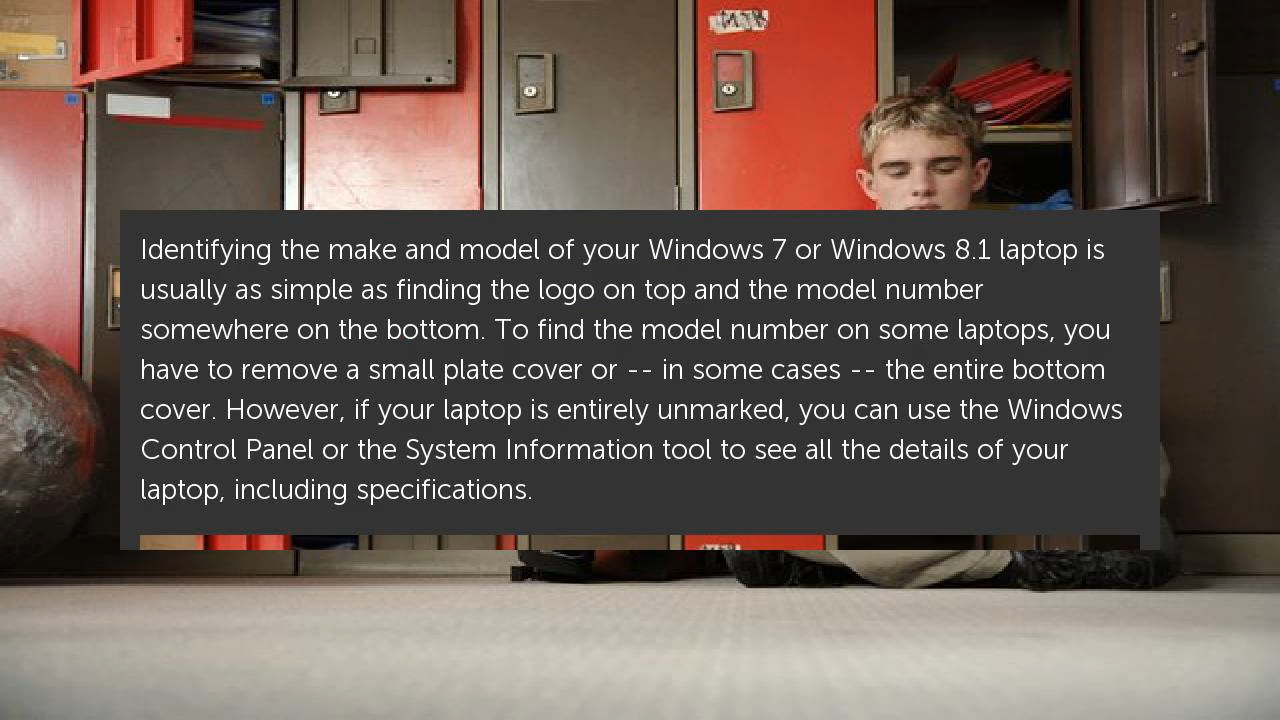 Identifying the make and model of your Windows 7 or Windows 8.1 laptop is
usually as simple as finding the logo on top and the model number
somewhere on the bottom. To find the model number on some laptops, you
have to remove a small plate cover or -- in some cases -- the entire bottom
cover. However, if your laptop is entirely unmarked, you can use the Windows
Control Panel or the System Information tool to see all the details of your
laptop, including specifications.